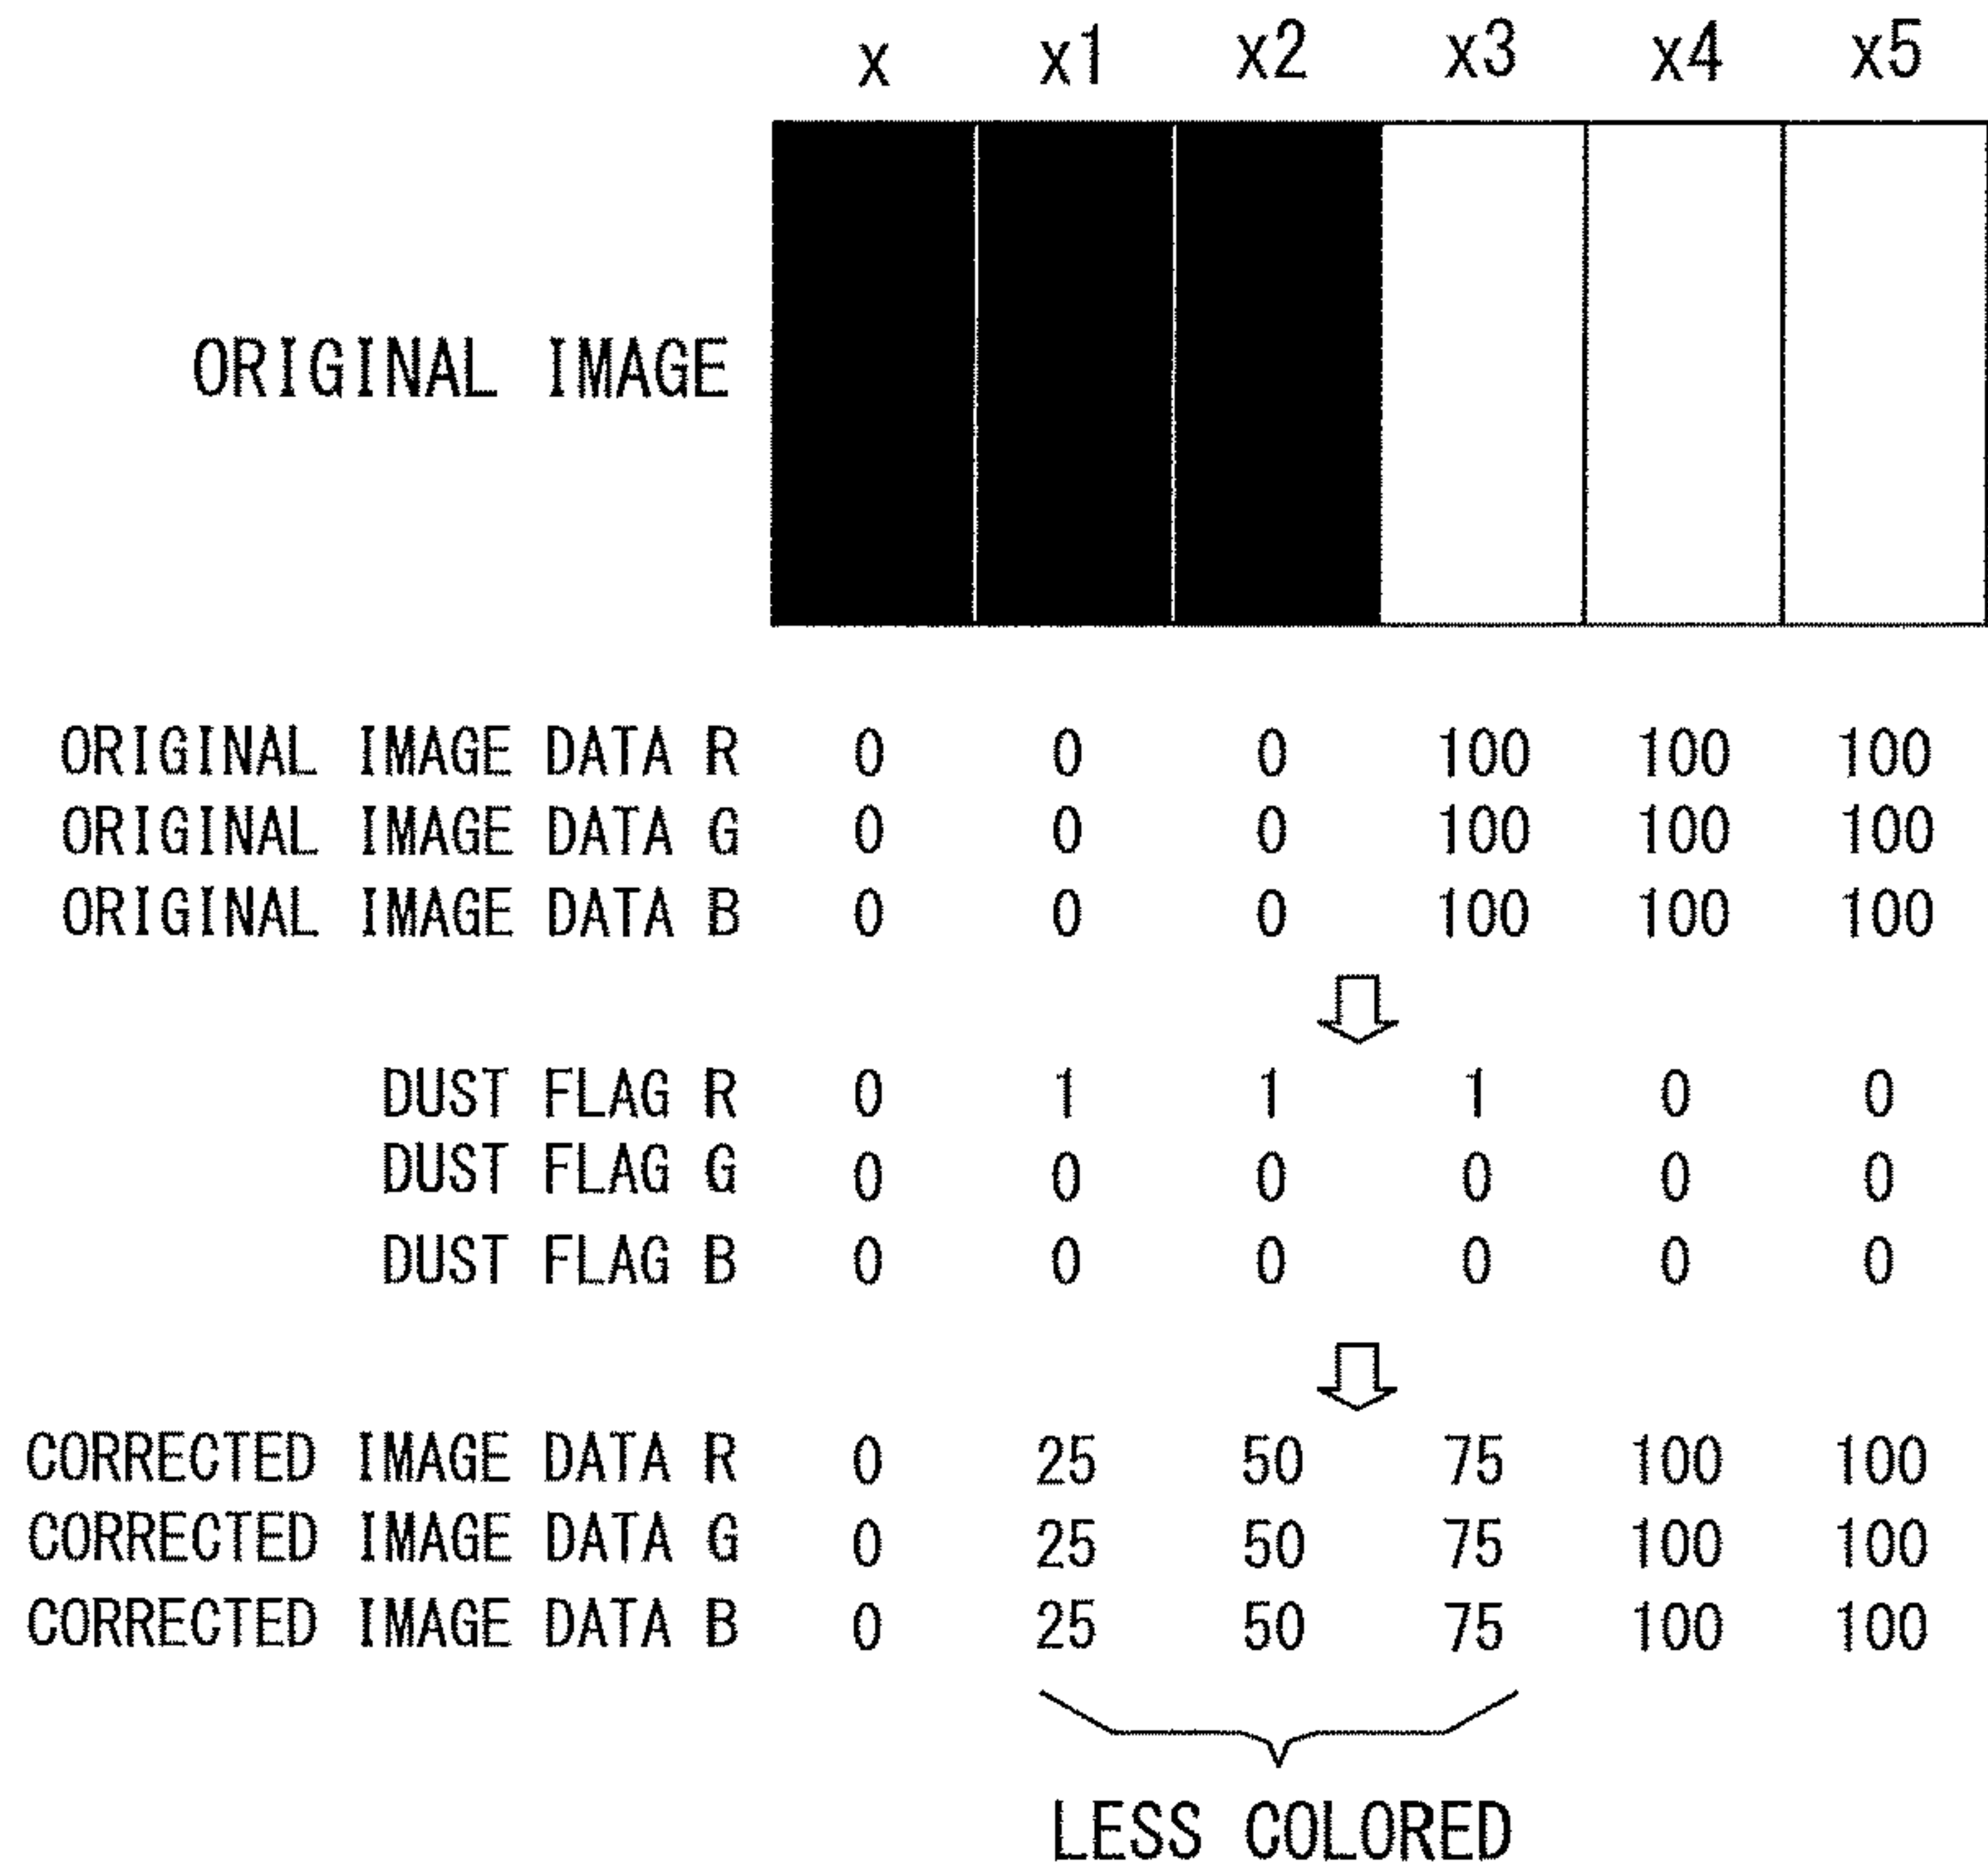 x x1 x2 x3 x4 x5
ORIGINAL IMAGE
ORIGINAL IMAGE DATA R 0 0 0 100 100 100
ORIGINAL IMAGE DATA G 0 0 0 100 100 100
ORIGINAL IMAGE DATA B 0 0 0 100 100 100
DUST FLAG R 0 1 1 1 0 0
DUST FLAG G 0 0 0 0 0 0
DUST FLAG B 0 0 0 0 0 0
CORRECTED IMAGE DATA R 0 25 50 75 100 100
CORRECTED IMAGE DATA G 0 25 50 75 100 100
CORRECTED IMAGE DATA B 0 25 50 75 100 100
LESS COLORED